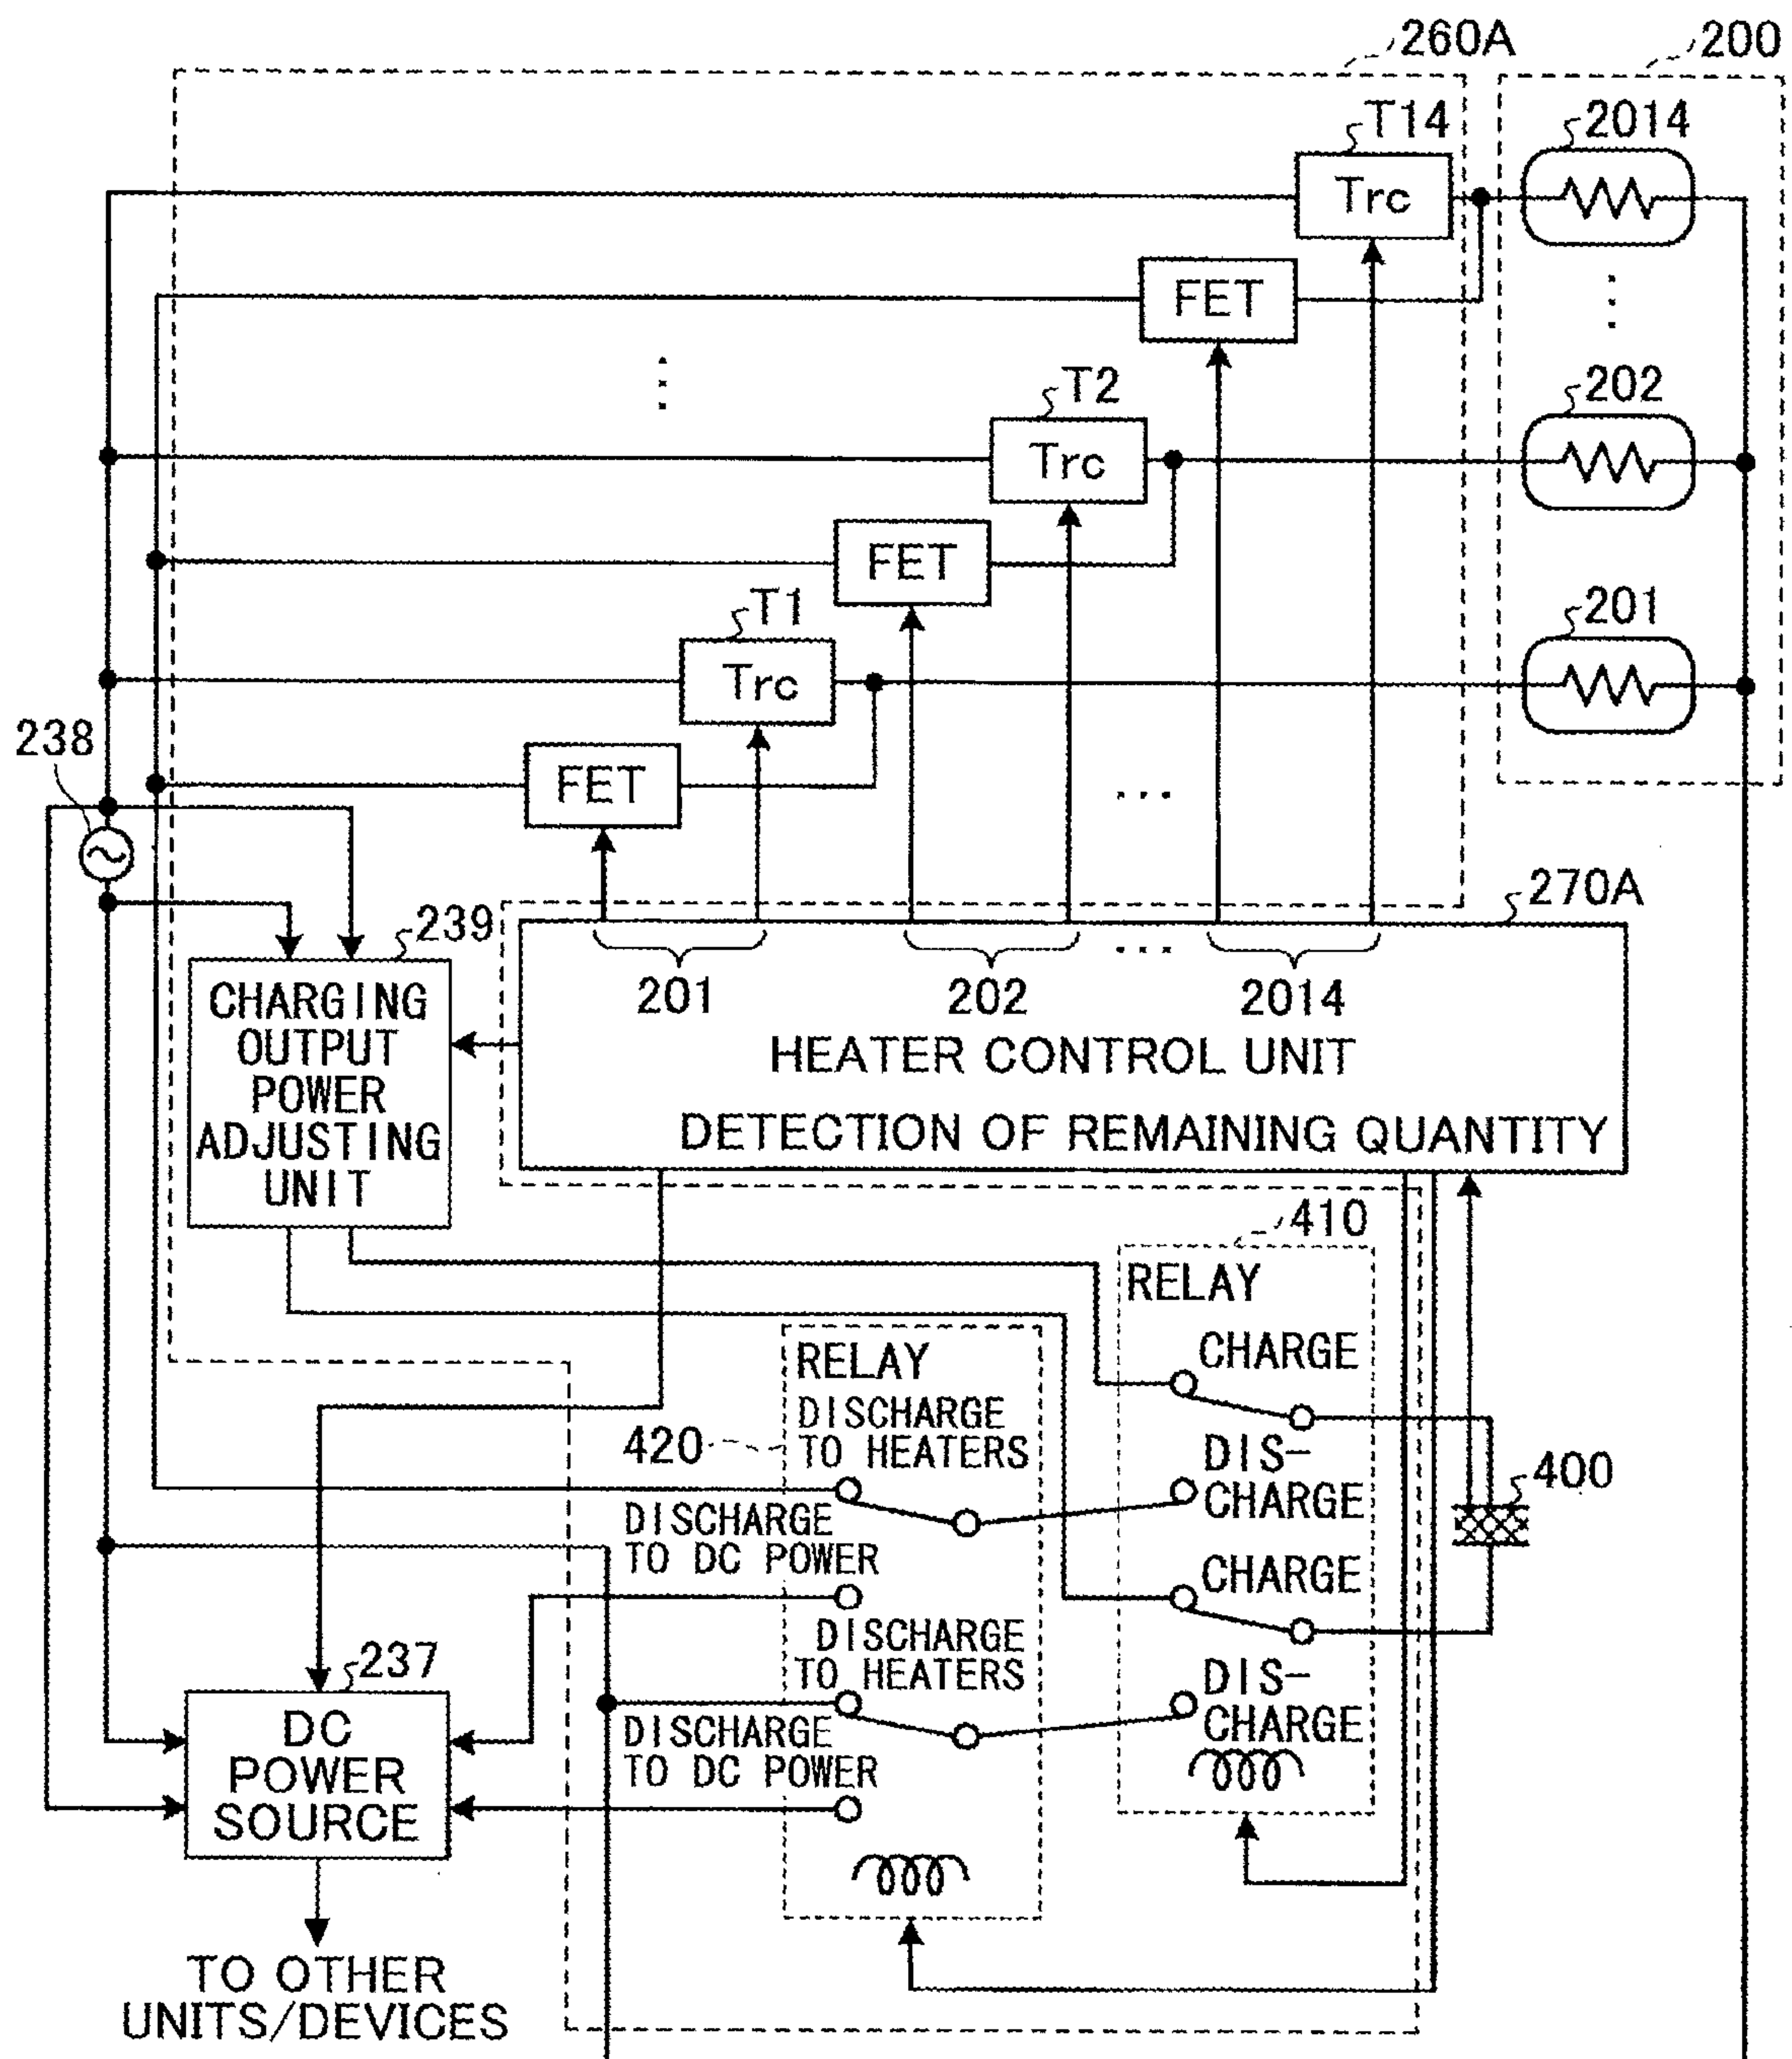 260A
200
T14
2014
Trc
FET
T2
202
Trc
FET
T1
201
Trc
238
FET
270A
239
201
202
2014
CHARGING
OUTPUT
POWER
ADJUSTING
UNIT
HEATER CONTROL UNIT
DETECTION OF REMAINING QUANTITY
410
RELAY
CHARGE
RELAY
DISCHARGE
TO HEATERS
420
DIS-
CHARGE
400
DISCHARGE
TO DC POWER
CHARGE
DISCHARGE
TO HEATERS
237
DIS-
CHARGE
DC
POWER
SOURCE
DISCHARGE
TO DC POWER
TO OTHER
UNITS/DEVICES